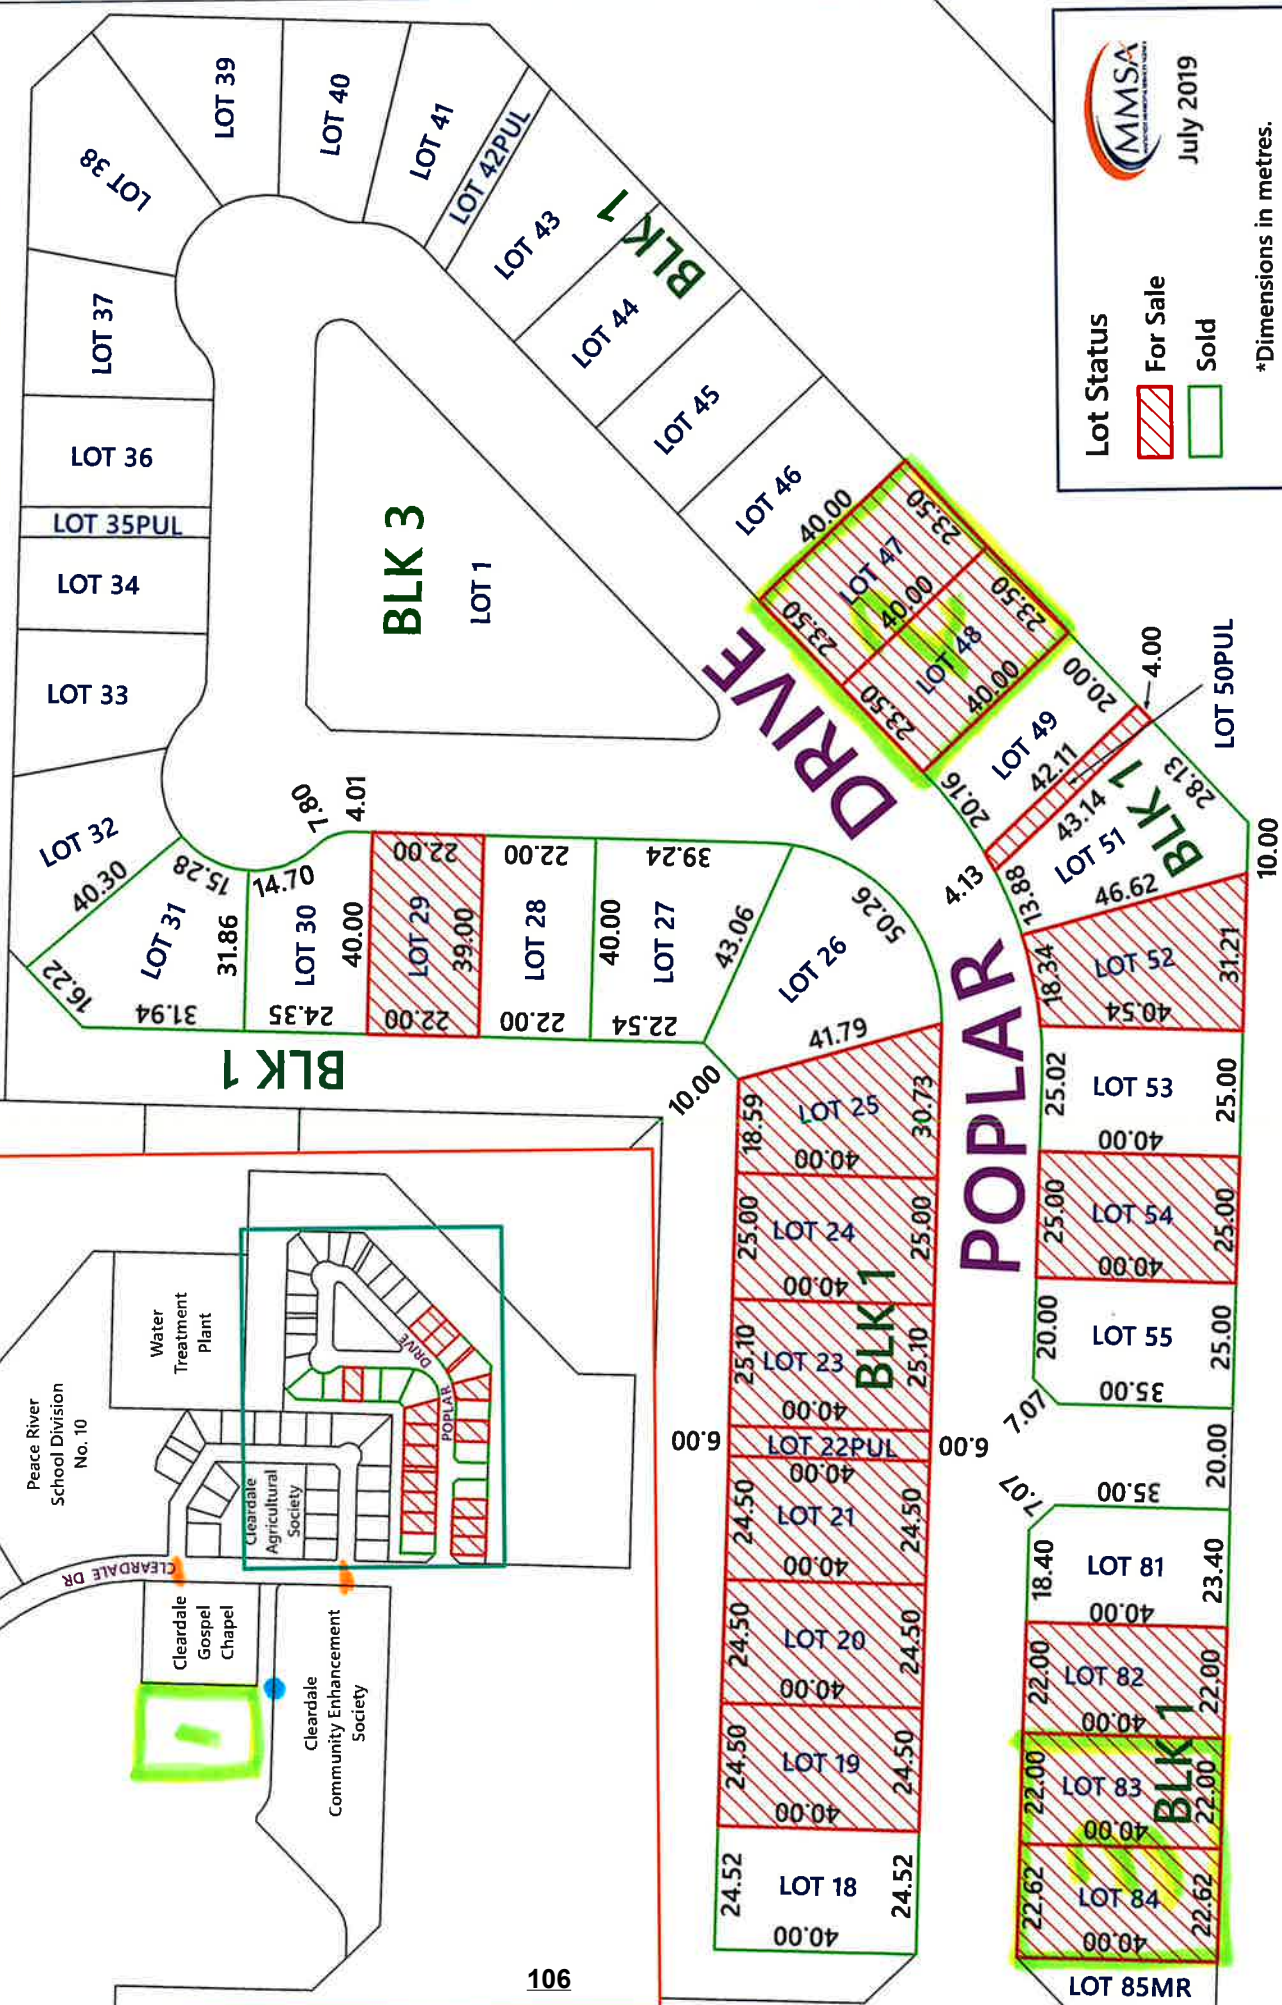 Lot Status
For Sale
Sold
MMSA
July 2019
*Dimensions in metres.
LOT 39
LOT 40
LOT 41
LOT 38
LOT 42PUL
LOT 43
BLK 1
LOT 37
LOT 44
LOT 36
LOT 45
LOT 35PUL
LOT 46
LOT 34
BLK 3
LOT 1
LOT 33
LOT 32
40.00
LOT 47
23.50
23.50
40.00
LOT 48
23.50
23.50
40.00
DRIVE
20.00
LOT 49
20.16
42.11
4.00
LOT 50PUL
4.13
43.14
28.13
LOT 51
BLK 1
13.88
46.62
10.00
7.80
4.01
40.30
15.28
LOT 31
16.22
31.94
31.86
14.70
LOT 30
24.35
40.00
22.00
LOT 29
39.00
22.00
22.00
LOT 28
22.00
39.24
40.00
LOT 27
22.54
43.06
50.26
LOT 26
41.79
BLK 1
10.00
POPLAR
18.34
LOT 52
31.21
40.54
25.02
LOT 53
25.00
40.00
25.00
LOT 54
25.00
40.00
20.00
LOT 55
25.00
35.00
7.07
20.00
7.07
35.00
18.40
LOT 81
23.40
40.00
22.00
LOT 82
22.00
40.00
BLK 1
22.00
LOT 83
22.00
40.00
3
22.62
LOT 84
22.62
40.00
LOT 85MR
18.59
LOT 25
30.73
40.00
25.00
LOT 24
25.00
40.00
BLK 1
25.10
LOT 23
25.10
40.00
6.00
LOT 22PUL
6.00
40.00
24.50
LOT 21
24.50
40.00
24.50
LOT 20
24.50
40.00
24.50
LOT 19
24.50
40.00
24.52
LOT 18
24.52
40.00
Peace River
School Division
No. 10
Water
Treatment
Plant
Cleardale
Agricultural
Society
DRIVE
POPLAR
CLEARDALE DR
Cleardale
Gospel
Chapel
1
Cleardale
Community Enhancement
Society
2
106